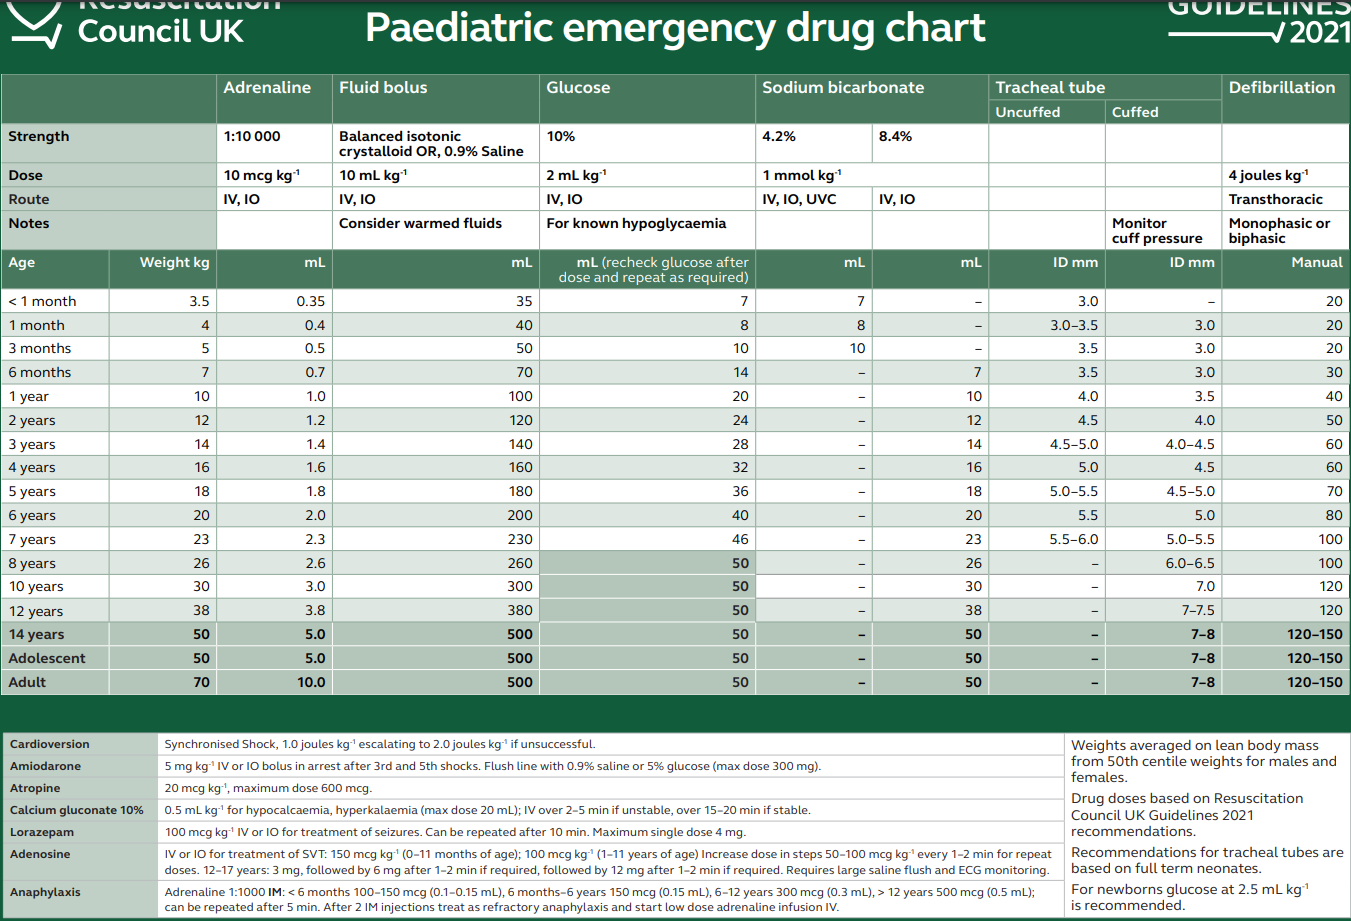 Resuscitation
Council UK
Paediatric emergency drug chart
GUIDELINES
2021
Adrenaline Fluid bolus Glucose Sodium bicarbonate Tracheal tube Defibrillation
Uncuffed Cuffed
Strength 1:10 000 Balanced isotonic 10% 4.2% 8.4%
crystalloid OR, 0.9% Saline
Dose 10 mcg kg⁻¹ 10 mL kg⁻¹ 2 mL kg⁻¹ 1 mmol kg⁻¹ 4 joules kg⁻¹
Route IV, IO IV, IO IV, IO IV, IO, UVC IV, IO Transthoracic
Notes Consider warmed fluids For known hypoglycaemia Monitor Monophasic or
cuff pressure biphasic
Age Weight kg mL mL mL (recheck glucose after mL mL ID mm ID mm Manual
dose and repeat as required)
< 1 month 3.5 0.35 35 7 7 – 3.0 – 20
1 month 4 0.4 40 8 8 – 3.0–3.5 3.0 20
3 months 5 0.5 50 10 10 – 3.5 3.0 20
6 months 7 0.7 70 14 – 7 3.5 3.0 30
1 year 10 1.0 100 20 – 10 4.0 3.5 40
2 years 12 1.2 120 24 – 12 4.5 4.0 50
3 years 14 1.4 140 28 – 14 4.5–5.0 4.0–4.5 60
4 years 16 1.6 160 32 – 16 5.0 4.5 60
5 years 18 1.8 180 36 – 18 5.0–5.5 4.5–5.0 70
6 years 20 2.0 200 40 – 20 5.5 5.0 80
7 years 23 2.3 230 46 – 23 5.5–6.0 5.0–5.5 100
8 years 26 2.6 260 50 – 26 – 6.0–6.5 100
10 years 30 3.0 300 50 – 30 – 7.0 120
12 years 38 3.8 380 50 – 38 – 7–7.5 120
14 years 50 5.0 500 50 – 50 – 7–8 120–150
Adolescent 50 5.0 500 50 – 50 – 7–8 120–150
Adult 70 10.0 500 50 – 50 – 7–8 120–150
Cardioversion Synchronised Shock, 1.0 joules kg⁻¹ escalating to 2.0 joules kg⁻¹ if unsuccessful.
Amiodarone 5 mg kg⁻¹ IV or IO bolus in arrest after 3rd and 5th shocks. Flush line with 0.9% saline or 5% glucose (max dose 300 mg).
Atropine 20 mcg kg⁻¹, maximum dose 600 mcg.
Calcium gluconate 10% 0.5 mL kg⁻¹ for hypocalcaemia, hyperkalaemia (max dose 20 mL); IV over 2–5 min if unstable, over 15–20 min if stable.
Lorazepam 100 mcg kg⁻¹ IV or IO for treatment of seizures. Can be repeated after 10 min. Maximum single dose 4 mg.
Adenosine IV or IO for treatment of SVT: 150 mcg kg⁻¹ (0–11 months of age); 100 mcg kg⁻¹ (1–11 years of age) Increase dose in steps 50–100 mcg kg⁻¹ every 1–2 min for repeat
doses. 12–17 years: 3 mg, followed by 6 mg after 1–2 min if required, followed by 12 mg after 1–2 min if required. Requires large saline flush and ECG monitoring.
Anaphylaxis Adrenaline 1:1000 IM: < 6 months 100–150 mcg (0.1–0.15 mL), 6 months–6 years 150 mcg (0.15 mL), 6–12 years 300 mcg (0.3 mL), > 12 years 500 mcg (0.5 mL);
can be repeated after 5 min. After 2 IM injections treat as refractory anaphylaxis and start low dose adrenaline infusion IV.
Weights averaged on lean body mass
from 50th centile weights for males and
females.
Drug doses based on Resuscitation
Council UK Guidelines 2021
recommendations.
Recommendations for tracheal tubes are
based on full term neonates.
For newborns glucose at 2.5 mL kg⁻¹
is recommended.